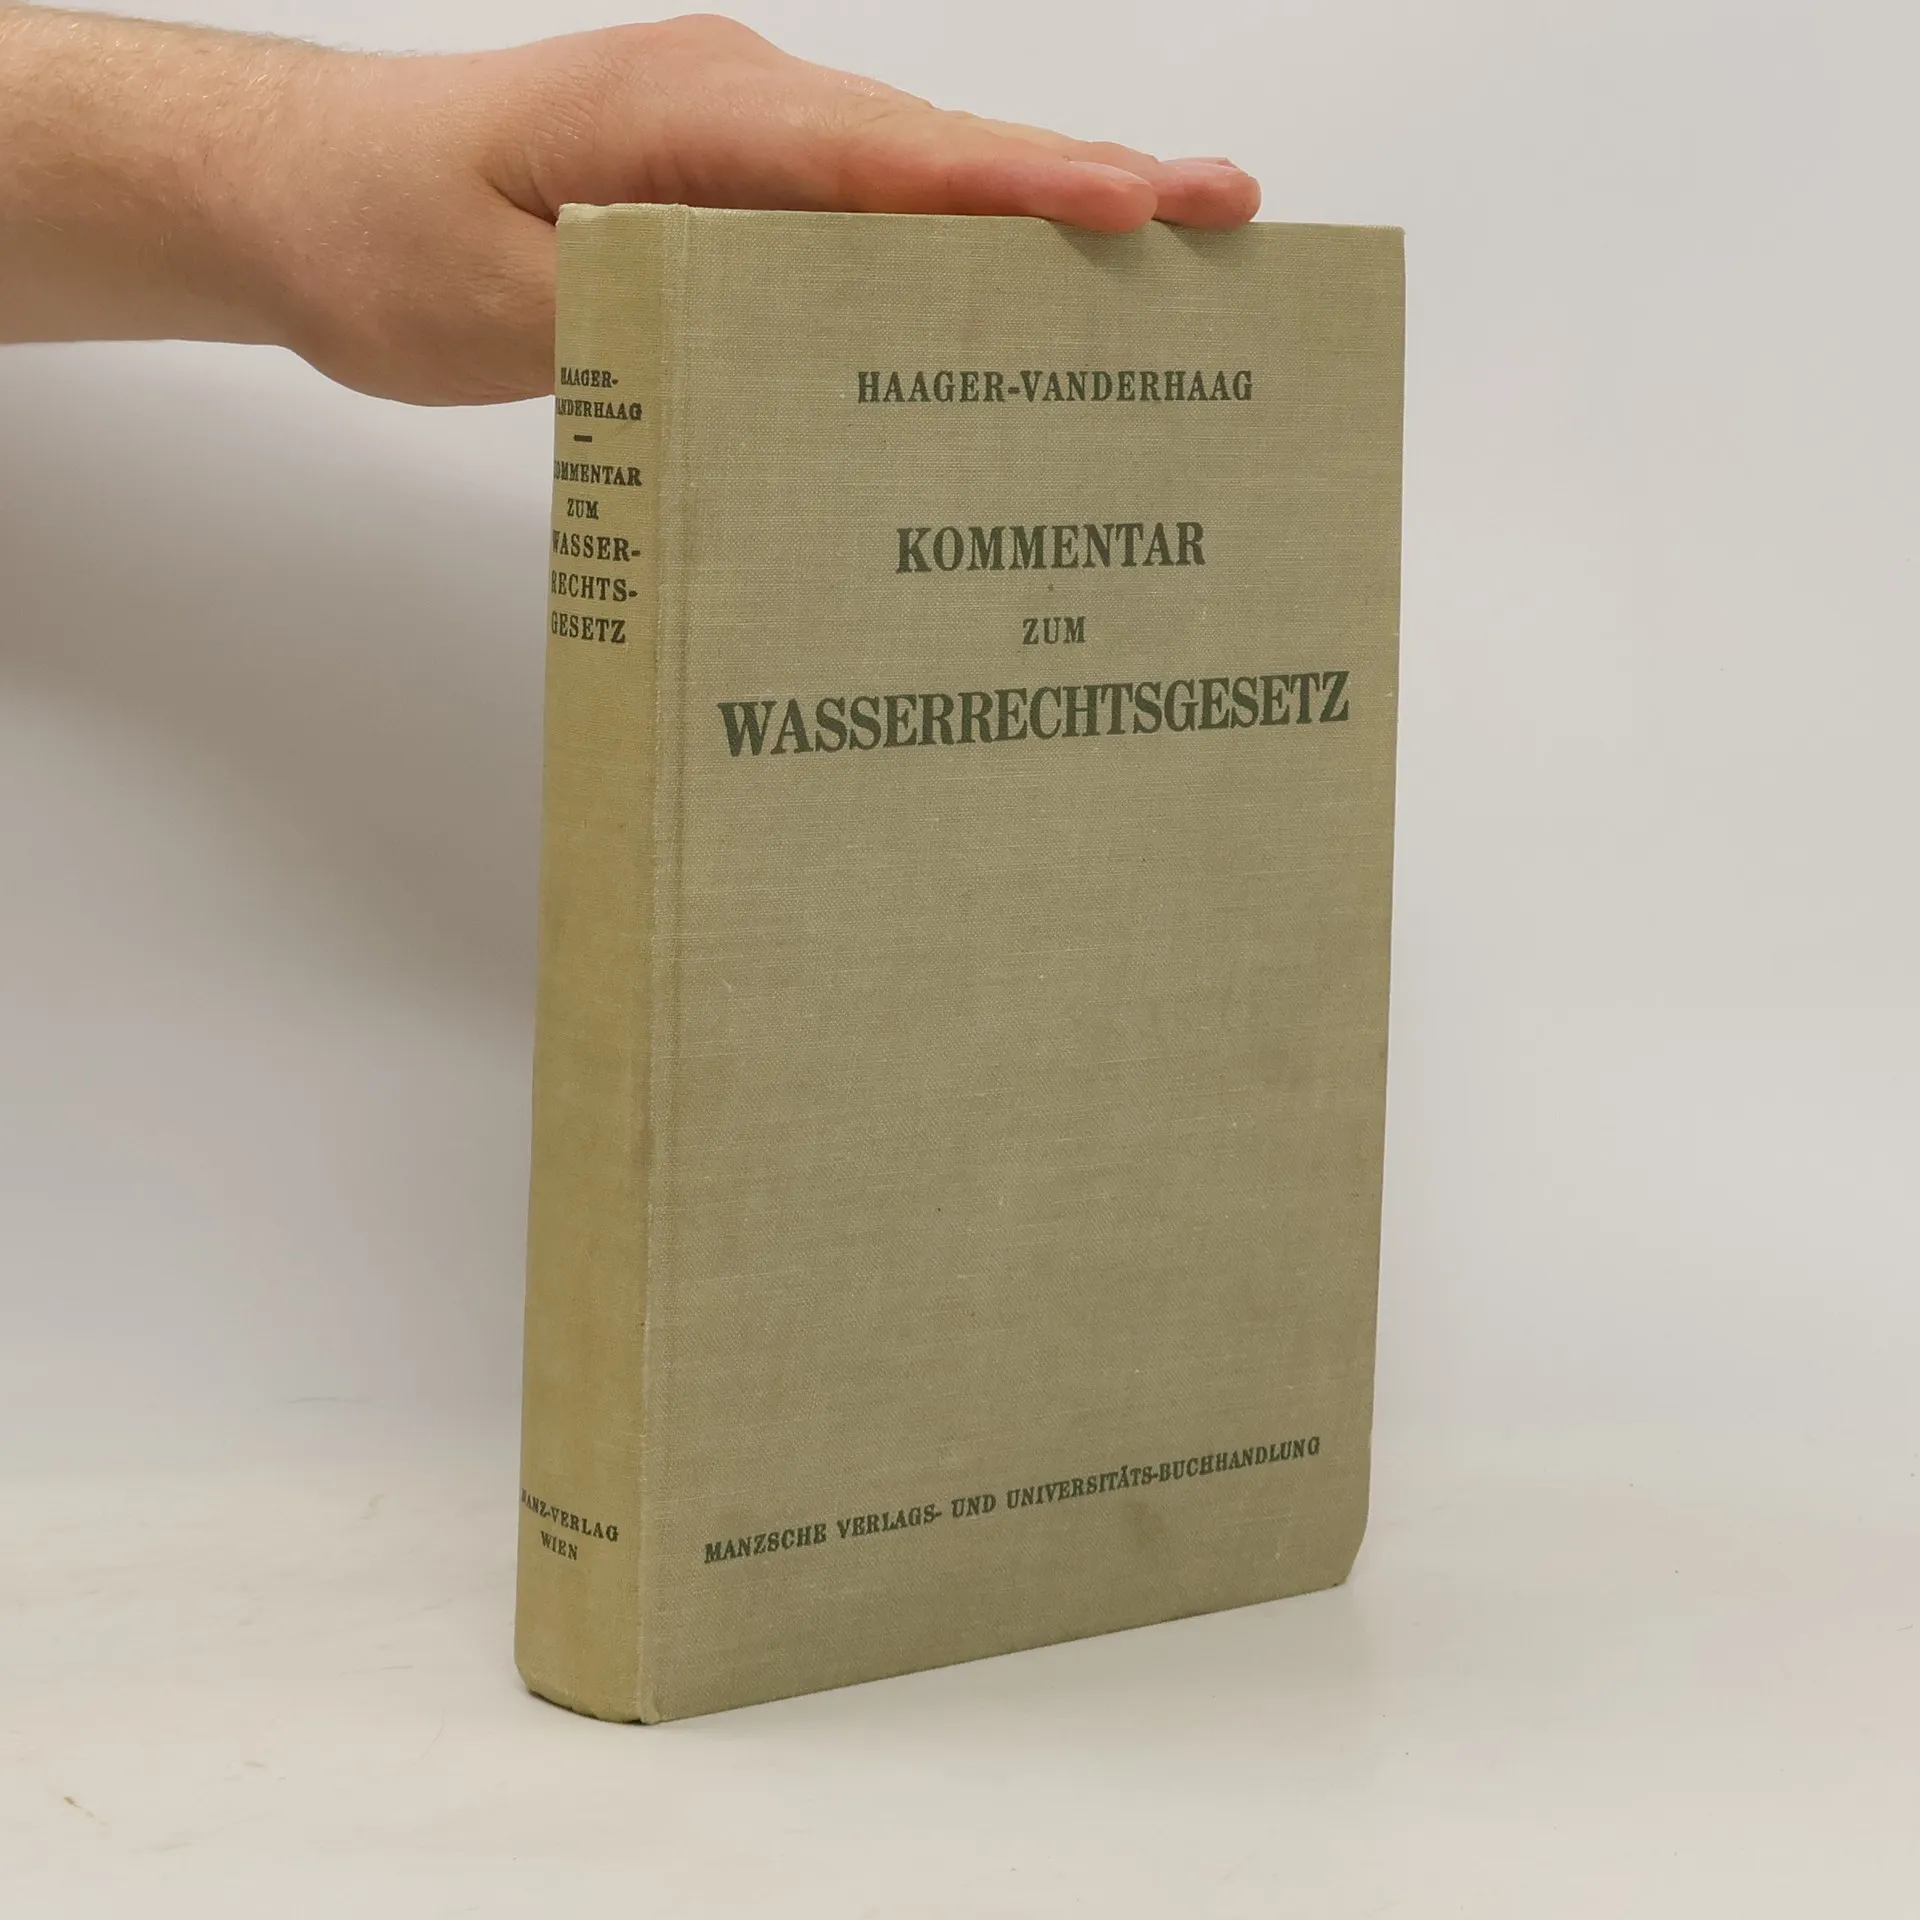 HAAGER-VANDERHAAG
KOMMENTAR
ZUM
WASSERRECHTSGESETZ
MANZSCHE VERLAGS- UND UNIVERSITÄTS-BUCHHANDLUNG
HAAGER-
VANDERHAAG
KOMMENTAR
ZUM
WASSER-
RECHTS-
GESETZ
MANZ-VERLAG
WIEN